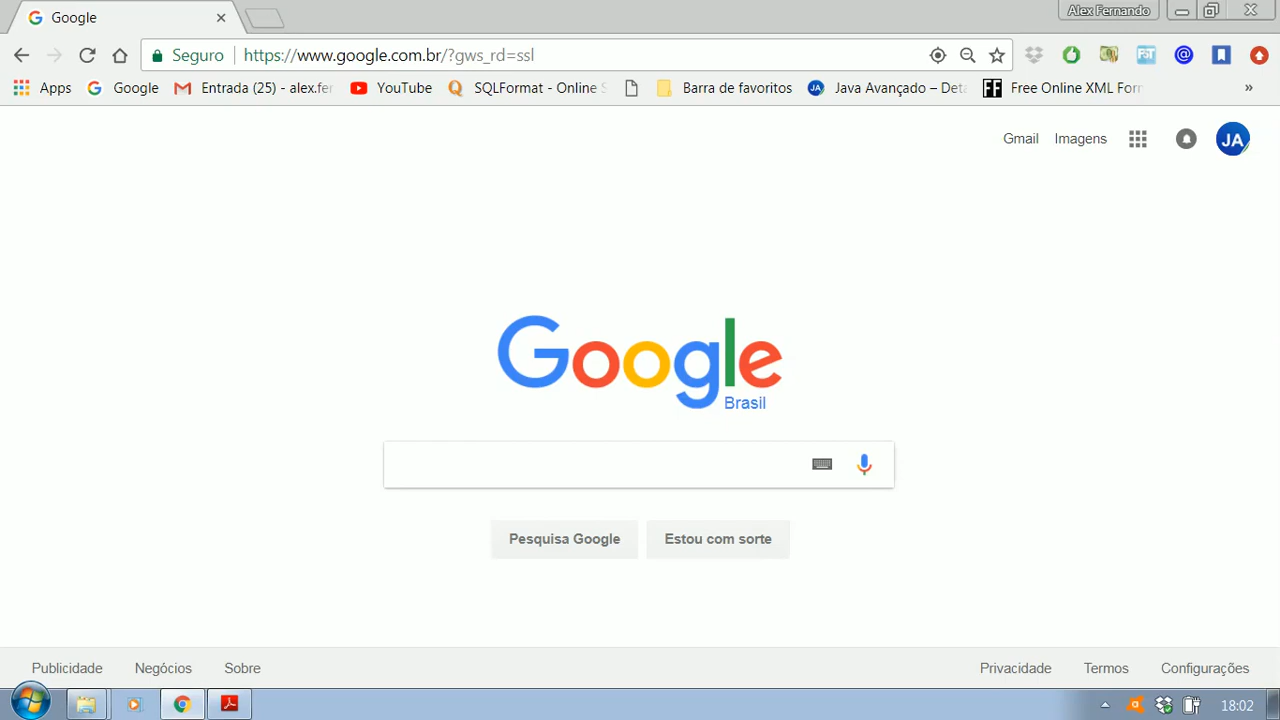 Google
Alex Fernando
Seguro https://www.google.com.br/?gws_rd=ssl
Apps Google Entrada (25) - alex.fer YouTube SQLFormat - Online S Barra de favoritos Java Avançado – Deta Free Online XML Forr »
Gmail Imagens JA
Google
Brasil
Pesquisa Google Estou com sorte
Publicidade Negócios Sobre Privacidade Termos Configurações
18:02